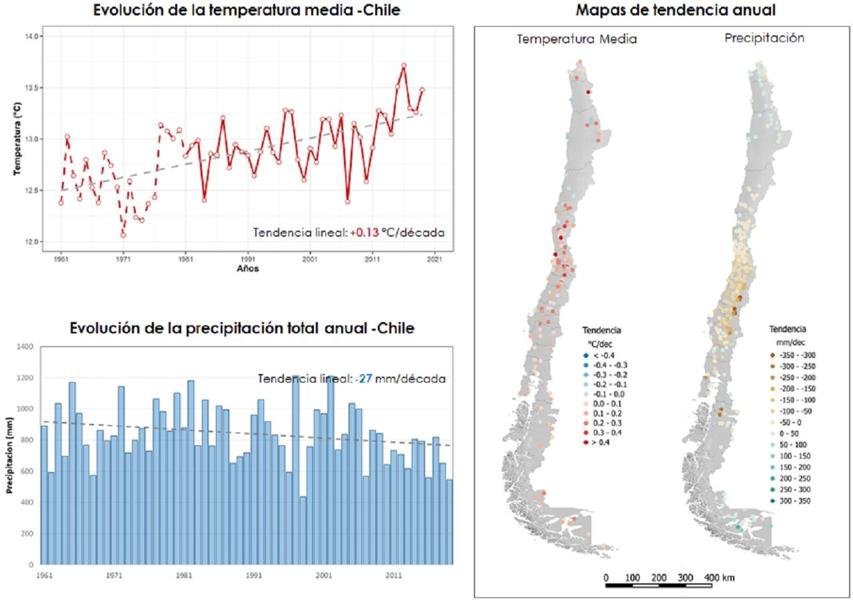 Evolución de la temperatura media -Chile
14.0
13.5
13.0
12.5
12.0
Temperatura (°C)
Tendencia lineal: +0.13 °C/década
1961
1971
1981
1991
2001
2011
2021
Años
Evolución de la precipitación total anual -Chile
1400
1200
1000
800
600
400
200
0
Precipitacion (mm)
Tendencia lineal: -27 mm/década
1961
1971
1981
1991
2001
2011
Mapas de tendencia anual
Temperatura Media
Precipitación
Tendencia
°C/dec
< -0.4
-0.4 - -0.3
-0.3 - -0.2
-0.2 - -0.1
-0.1 - 0.0
0.0 - 0.1
0.1 - 0.2
0.2 - 0.3
0.3 - 0.4
> 0.4
Tendencia
mm/dec
-350 - -300
-300 - -250
-250 - -200
-200 - -150
-150 - -100
-100 - -50
-50 - 0
0 - 50
50 - 100
100 - 150
150 - 200
200 - 250
250 - 300
300 - 350
0 100 200 300 400 km